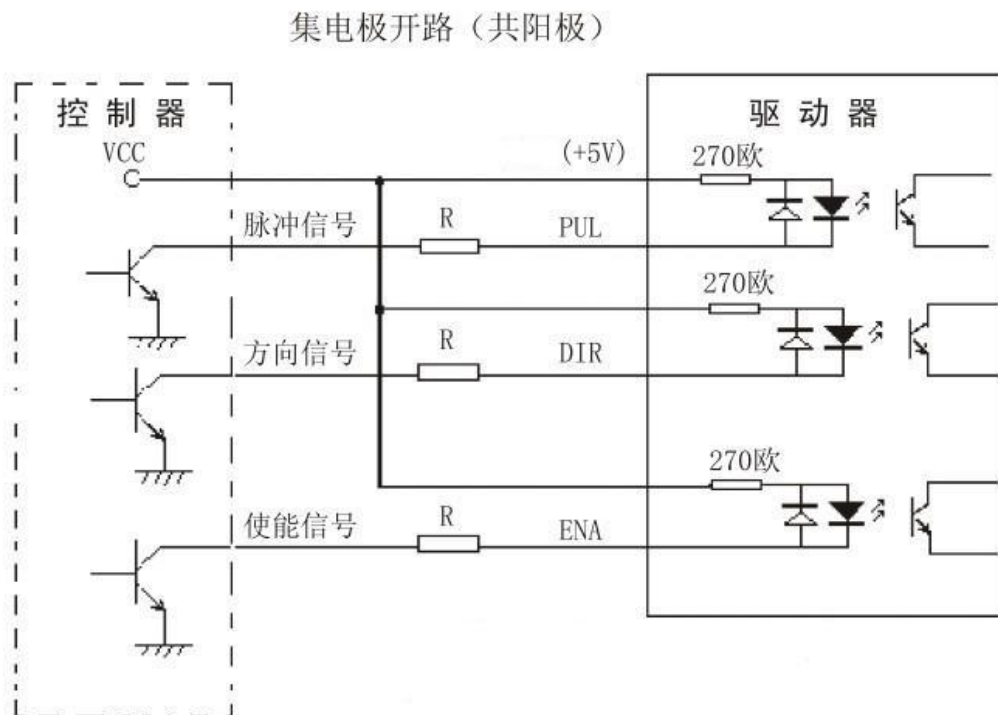 集电极开路（共阳极）
控制器
驱动器
VCC
(+5V)
270欧
脉冲信号
R
PUL
270欧
方向信号
R
DIR
270欧
使能信号
R
ENA